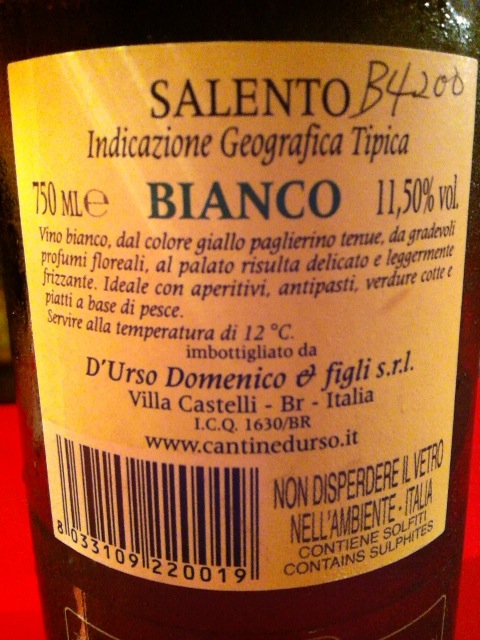 SALENTO B4200
Indicazione Geografica Tipica
750 ML ℮ BIANCO 11,50% vol.
Vino bianco, dal colore giallo paglierino tenue, da gradevoli
profumi floreali, al palato risulta delicato e leggermente
frizzante. Ideale con aperitivi, antipasti, verdure cotte e
piatti a base di pesce.
Servire alla temperatura di 12 °C.
imbottigliato da
D'Urso Domenico & figli s.r.l.
Villa Castelli - Br - Italia
I.C.Q. 1630/BR
www.cantinedurso.it
NON DISPERDERE IL VETRO
NELL'AMBIENTE - ITALIA
CONTIENE SOLFITI
CONTAINS SULPHITES
8 033109 220019